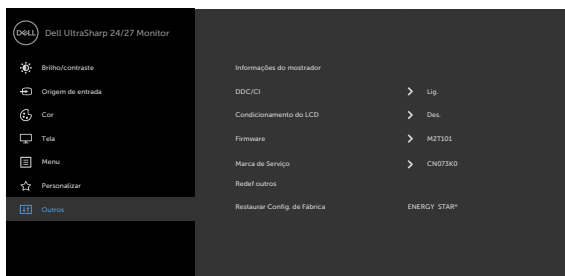 DELL Dell UltraSharp 24/27 Monitor
Brilho/contraste Informações do mostrador
Origem de entrada DDC/CI Lig.
Cor Condicionamento do LCD Des.
Tela Firmware M2T101
Menu Marca de Serviço CN073K0
Personalizar Redef outros
Outros Restaurar Config. de Fábrica ENERGY STAR®